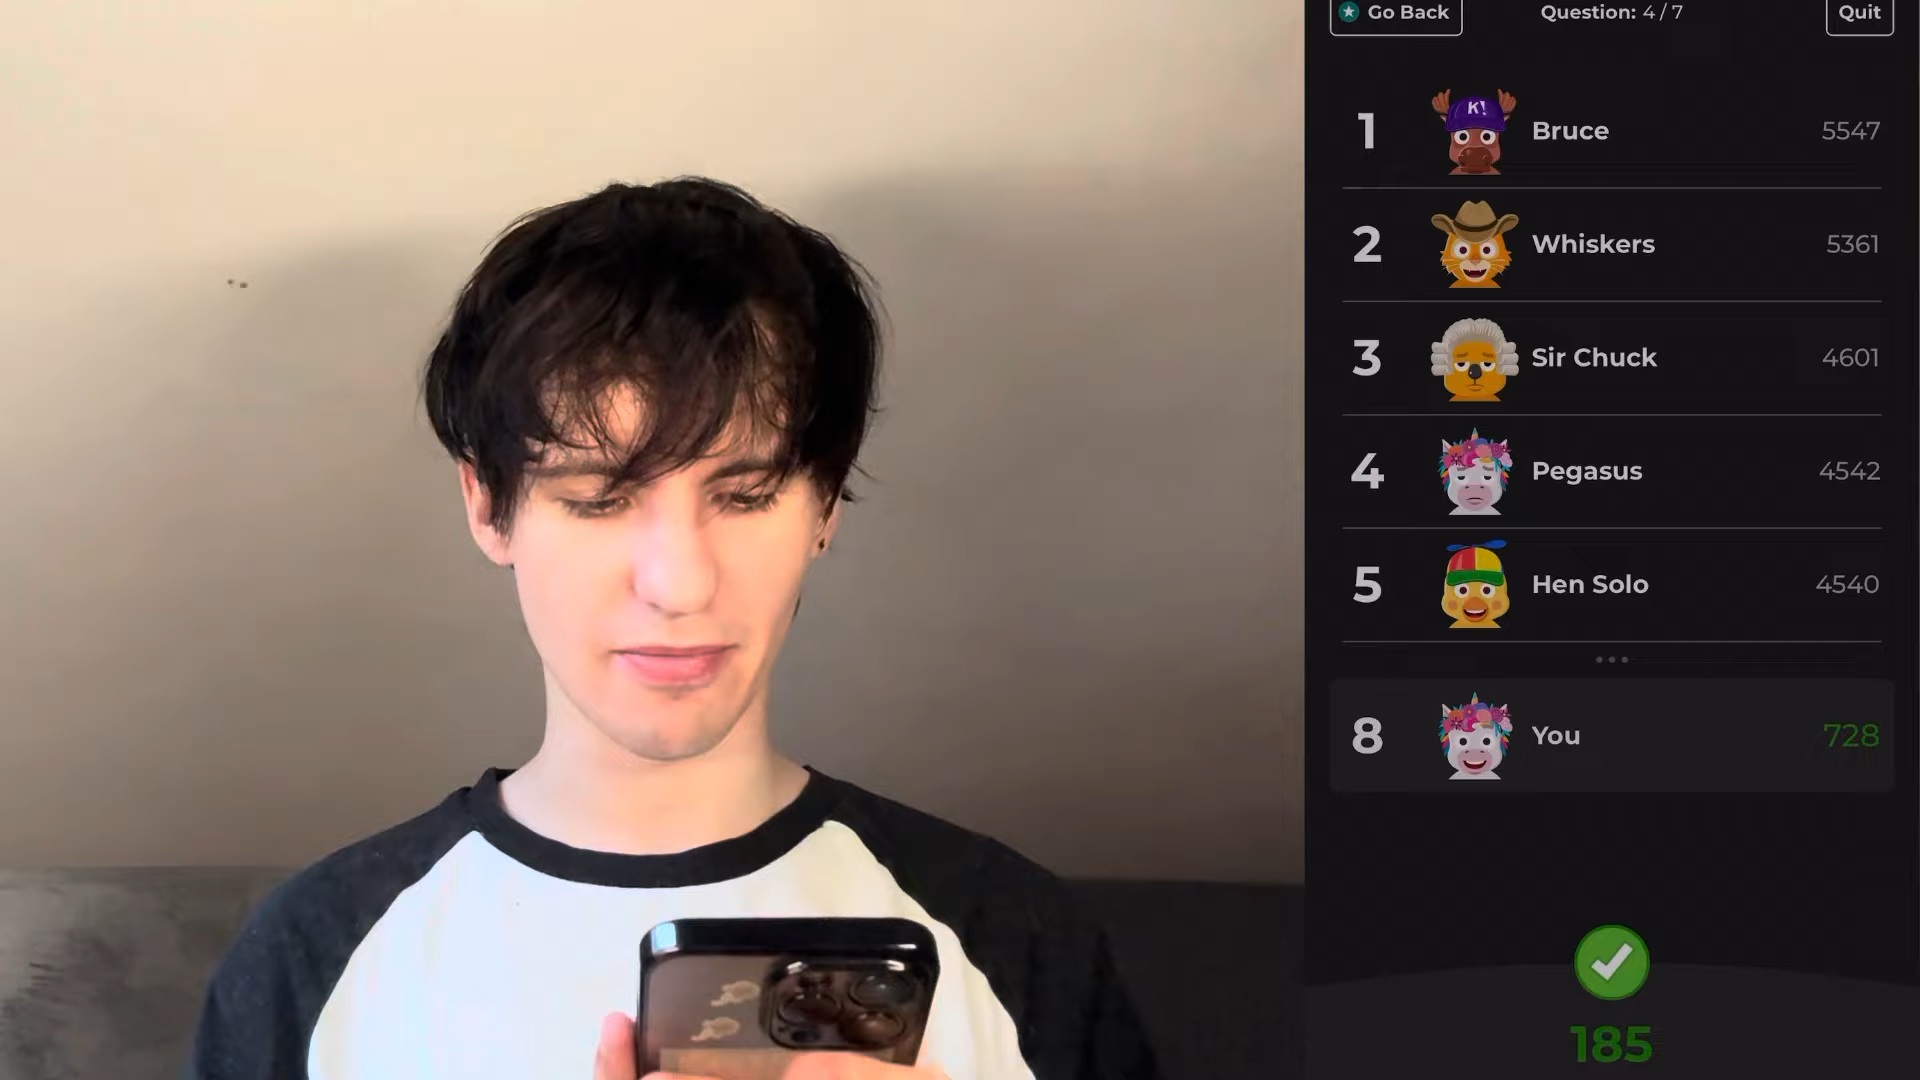 Go Back
Question: 4 / 7
Quit
1 Bruce 5547
K!
2 Whiskers 5361
3 Sir Chuck 4601
4 Pegasus 4542
5 Hen Solo 4540
...
8 You 728
185